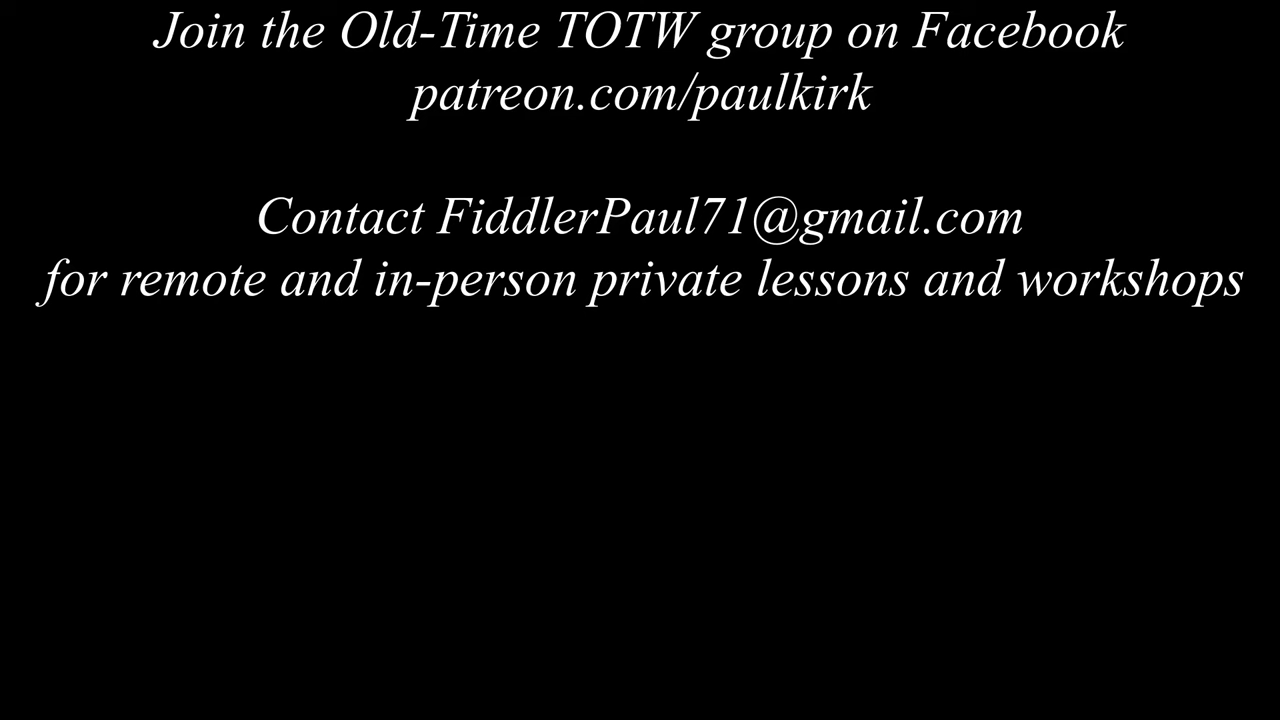 Join the Old-Time TOTW group on Facebook
patreon.com/paulkirk
Contact FiddlerPaul71@gmail.com
for remote and in-person private lessons and workshops